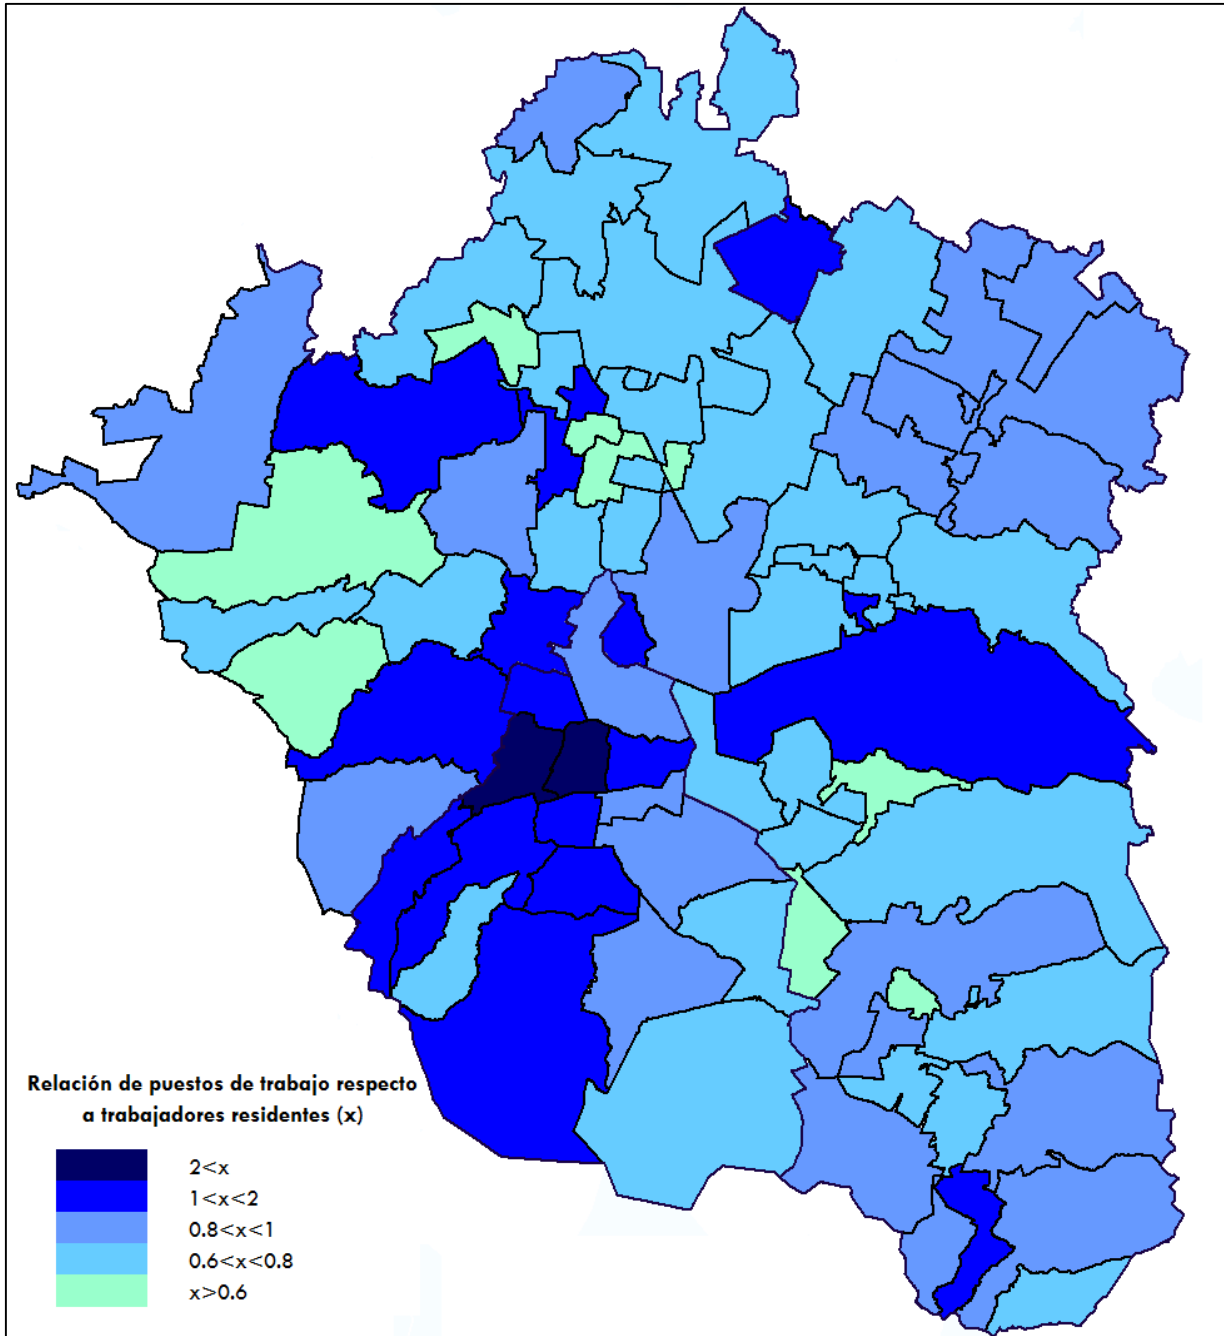 Relación de puestos de trabajo respecto
a trabajadores residentes (x)
2<x
1<x<2
0.8<x<1
0.6<x<0.8
x>0.6